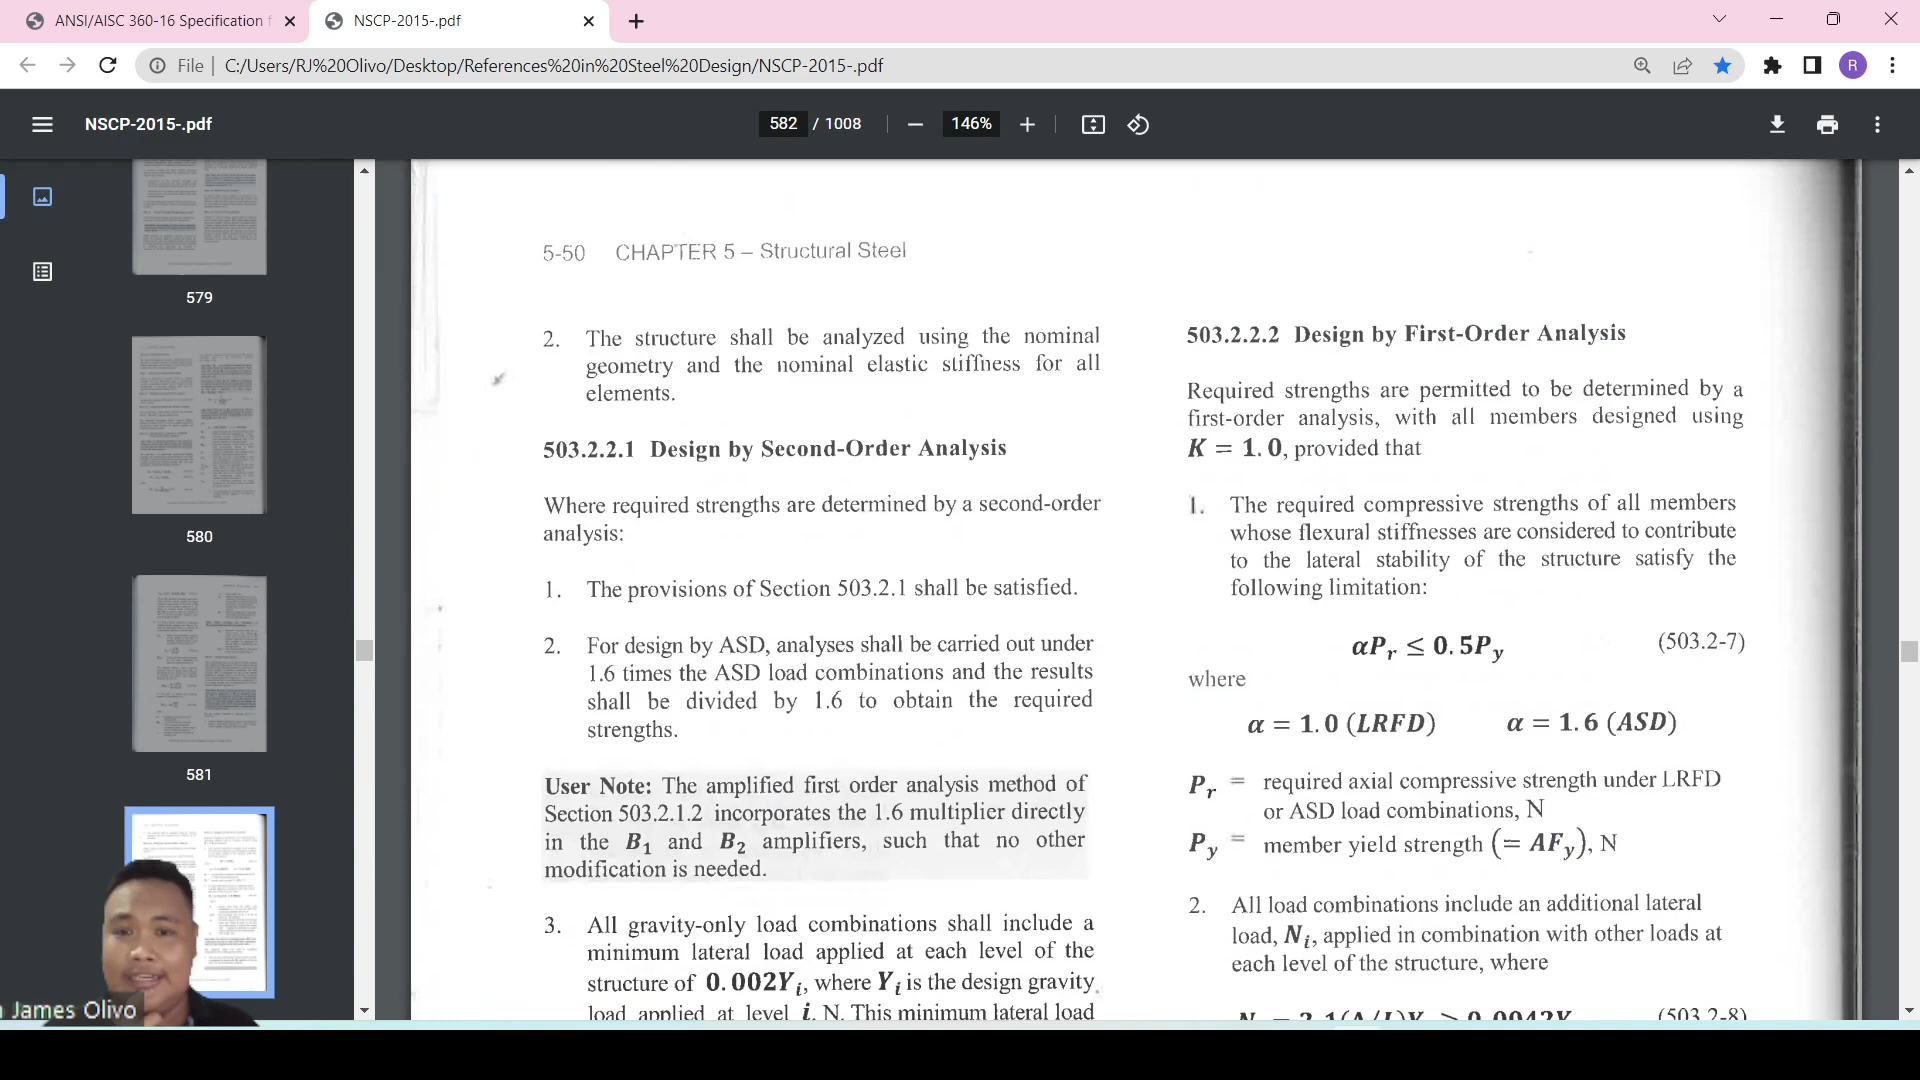 ANSI/AISC 360-16 Specification f
NSCP-2015-.pdf
File
C:/Users/RJ%20Olivo/Desktop/References%20in%20Steel%20Design/NSCP-2015-.pdf
R
NSCP-2015-.pdf
582 / 1008
146%
579
580
581
James Olivo
5-50 CHAPTER 5 – Structural Steel
2. The structure shall be analyzed using the nominal
geometry and the nominal elastic stiffness for all
elements.
503.2.2.1 Design by Second-Order Analysis
Where required strengths are determined by a second-order
analysis:
1. The provisions of Section 503.2.1 shall be satisfied.
2. For design by ASD, analyses shall be carried out under
1.6 times the ASD load combinations and the results
shall be divided by 1.6 to obtain the required
strengths.
User Note: The amplified first order analysis method of
Section 503.2.1.2 incorporates the 1.6 multiplier directly
in the B₁ and B₂ amplifiers, such that no other
modification is needed.
3. All gravity-only load combinations shall include a
minimum lateral load applied at each level of the
structure of 0.002Yᵢ, where Yᵢ is the design gravity
load applied at level i, N. This minimum lateral load
503.2.2.2 Design by First-Order Analysis
Required strengths are permitted to be determined by a
first-order analysis, with all members designed using
K = 1.0, provided that
1. The required compressive strengths of all members
whose flexural stiffnesses are considered to contribute
to the lateral stability of the structure satisfy the
following limitation:
αPᵣ ≤ 0.5Py (503.2-7)
where
α = 1.0 (LRFD) α = 1.6 (ASD)
Pᵣ = required axial compressive strength under LRFD
or ASD load combinations, N
Py = member yield strength (= AFy), N
2. All load combinations include an additional lateral
load, Nᵢ, applied in combination with other loads at
each level of the structure, where
(503.2-8)